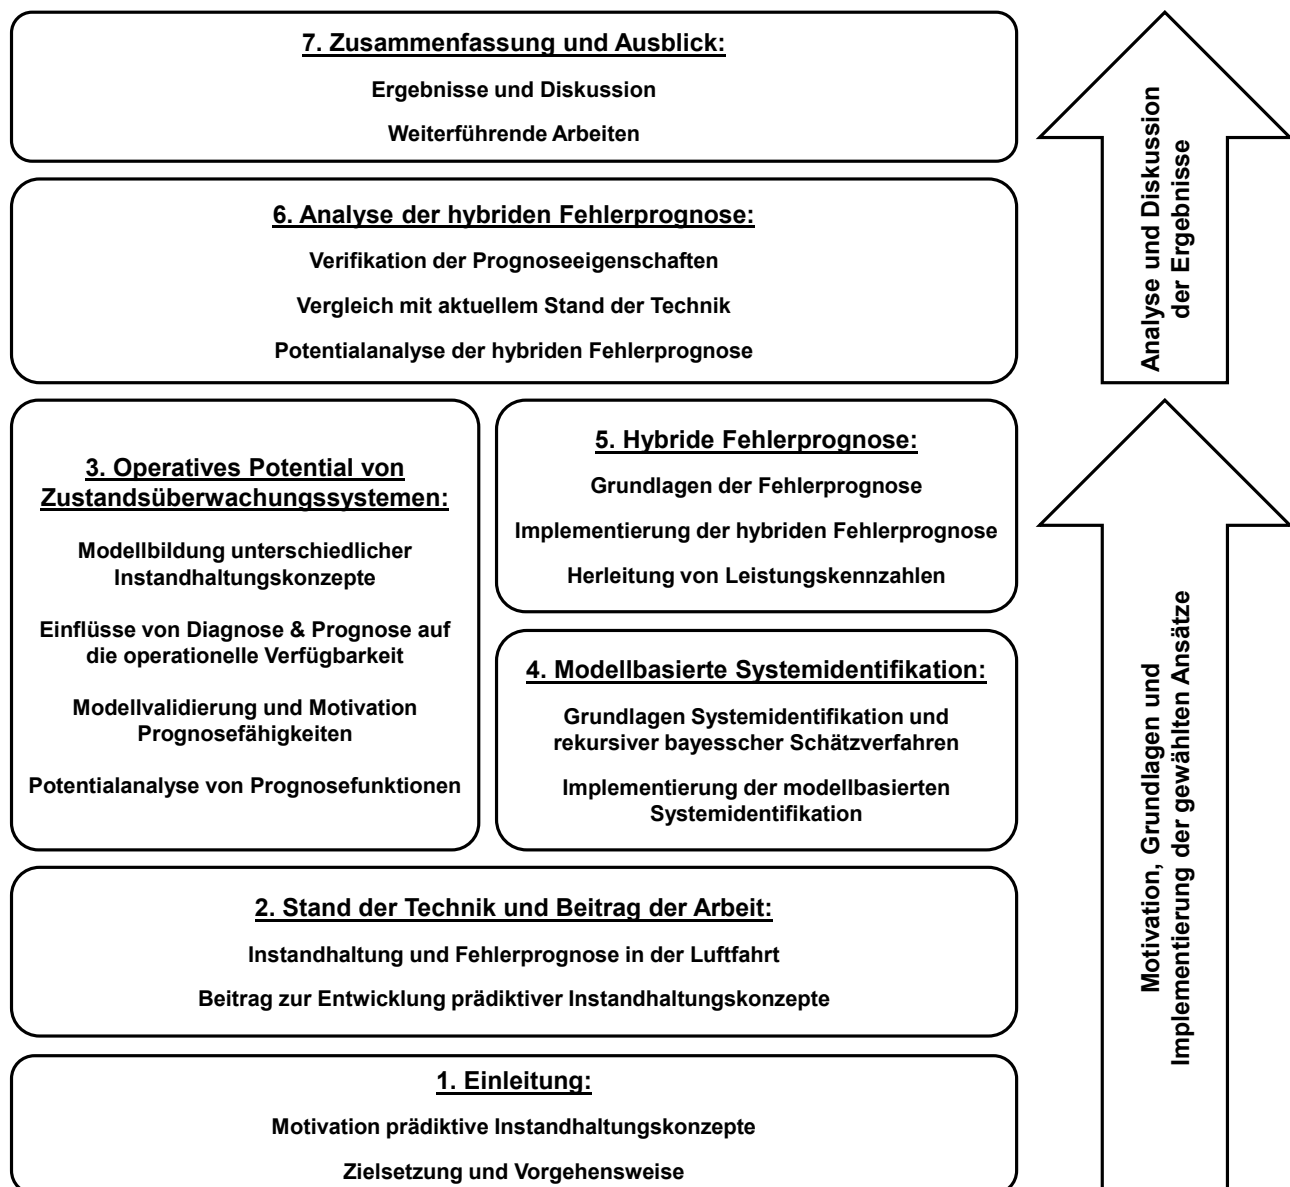 7. Zusammenfassung und Ausblick:
Ergebnisse und Diskussion
Weiterführende Arbeiten
6. Analyse der hybriden Fehlerprognose:
Verifikation der Prognoseeigenschaften
Vergleich mit aktuellem Stand der Technik
Potentialanalyse der hybriden Fehlerprognose
Analyse und Diskussion
der Ergebnisse
3. Operatives Potential von
Zustandsüberwachungssystemen:
Modellbildung unterschiedlicher
Instandhaltungskonzepte
Einflüsse von Diagnose & Prognose auf
die operationelle Verfügbarkeit
Modellvalidierung und Motivation
Prognosefähigkeiten
Potentialanalyse von Prognosefunktionen
5. Hybride Fehlerprognose:
Grundlagen der Fehlerprognose
Implementierung der hybriden Fehlerprognose
Herleitung von Leistungskennzahlen
4. Modellbasierte Systemidentifikation:
Grundlagen Systemidentifikation und
rekursiver bayesscher Schätzverfahren
Implementierung der modellbasierten
Systemidentifikation
2. Stand der Technik und Beitrag der Arbeit:
Instandhaltung und Fehlerprognose in der Luftfahrt
Beitrag zur Entwicklung prädiktiver Instandhaltungskonzepte
1. Einleitung:
Motivation prädiktive Instandhaltungskonzepte
Zielsetzung und Vorgehensweise
Motivation, Grundlagen und
Implementierung der gewählten Ansätze